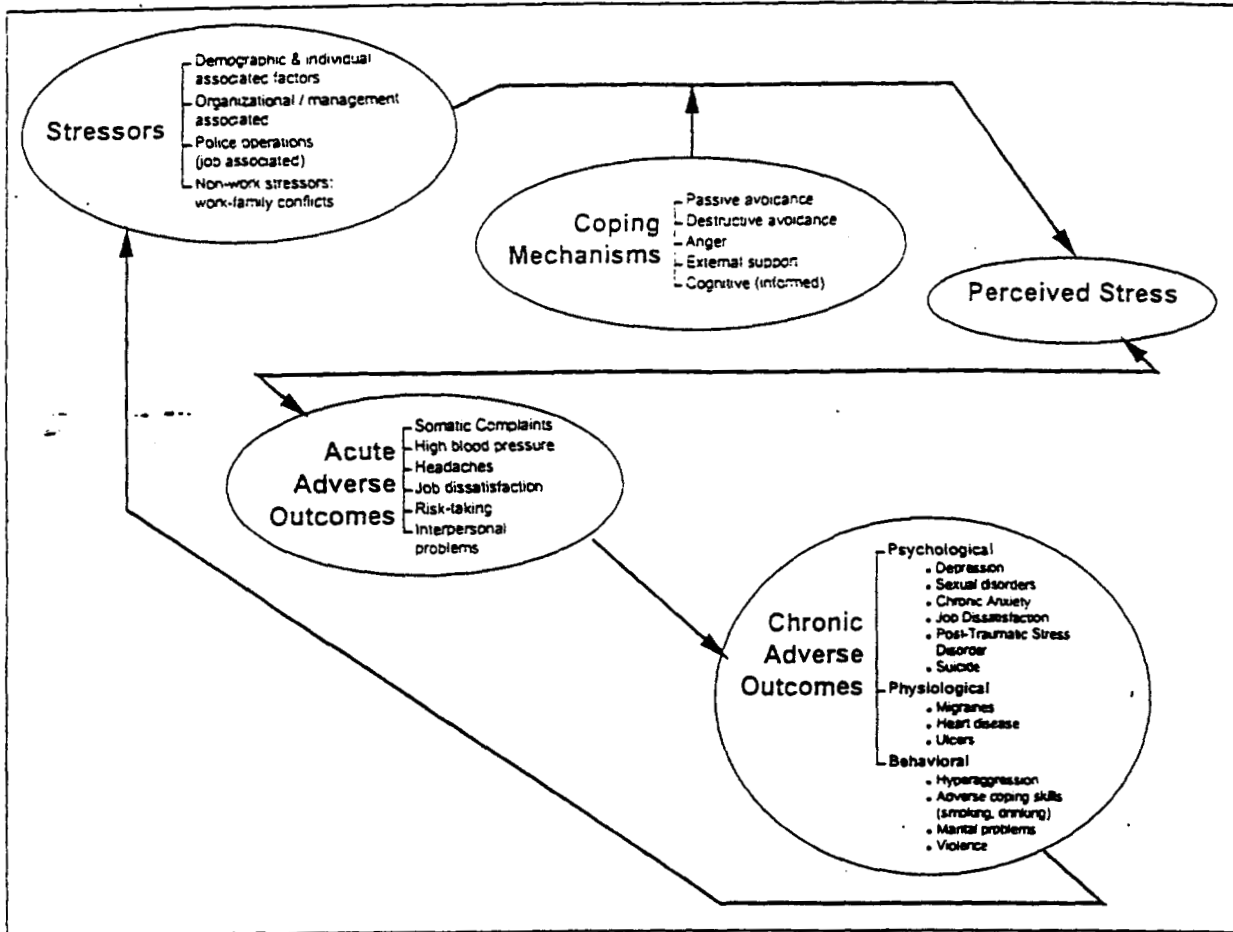 Stressors
Demographic & individual
associated factors
Organizational / management
associated
Police operations
(job associated)
Non-work stressors:
work-family conflicts
Coping
Mechanisms
Passive avoidance
Destructive avoidance
Anger
External support
Cognitive (informed)
Perceived Stress
Acute
Adverse
Outcomes
Somatic Complaints
High blood pressure
Headaches
Job dissatisfaction
Risk-taking
Interpersonal
problems
Chronic
Adverse
Outcomes
Psychological
• Depression
• Sexual disorders
• Chronic Anxiety
• Job Dissatisfaction
• Post-Traumatic Stress
Disorder
• Suicide
Physiological
• Migraines
• Heart disease
• Ulcers
Behavioral
• Hyperaggression
• Adverse coping skills
(smoking, drinking)
• Marital problems
• Violence